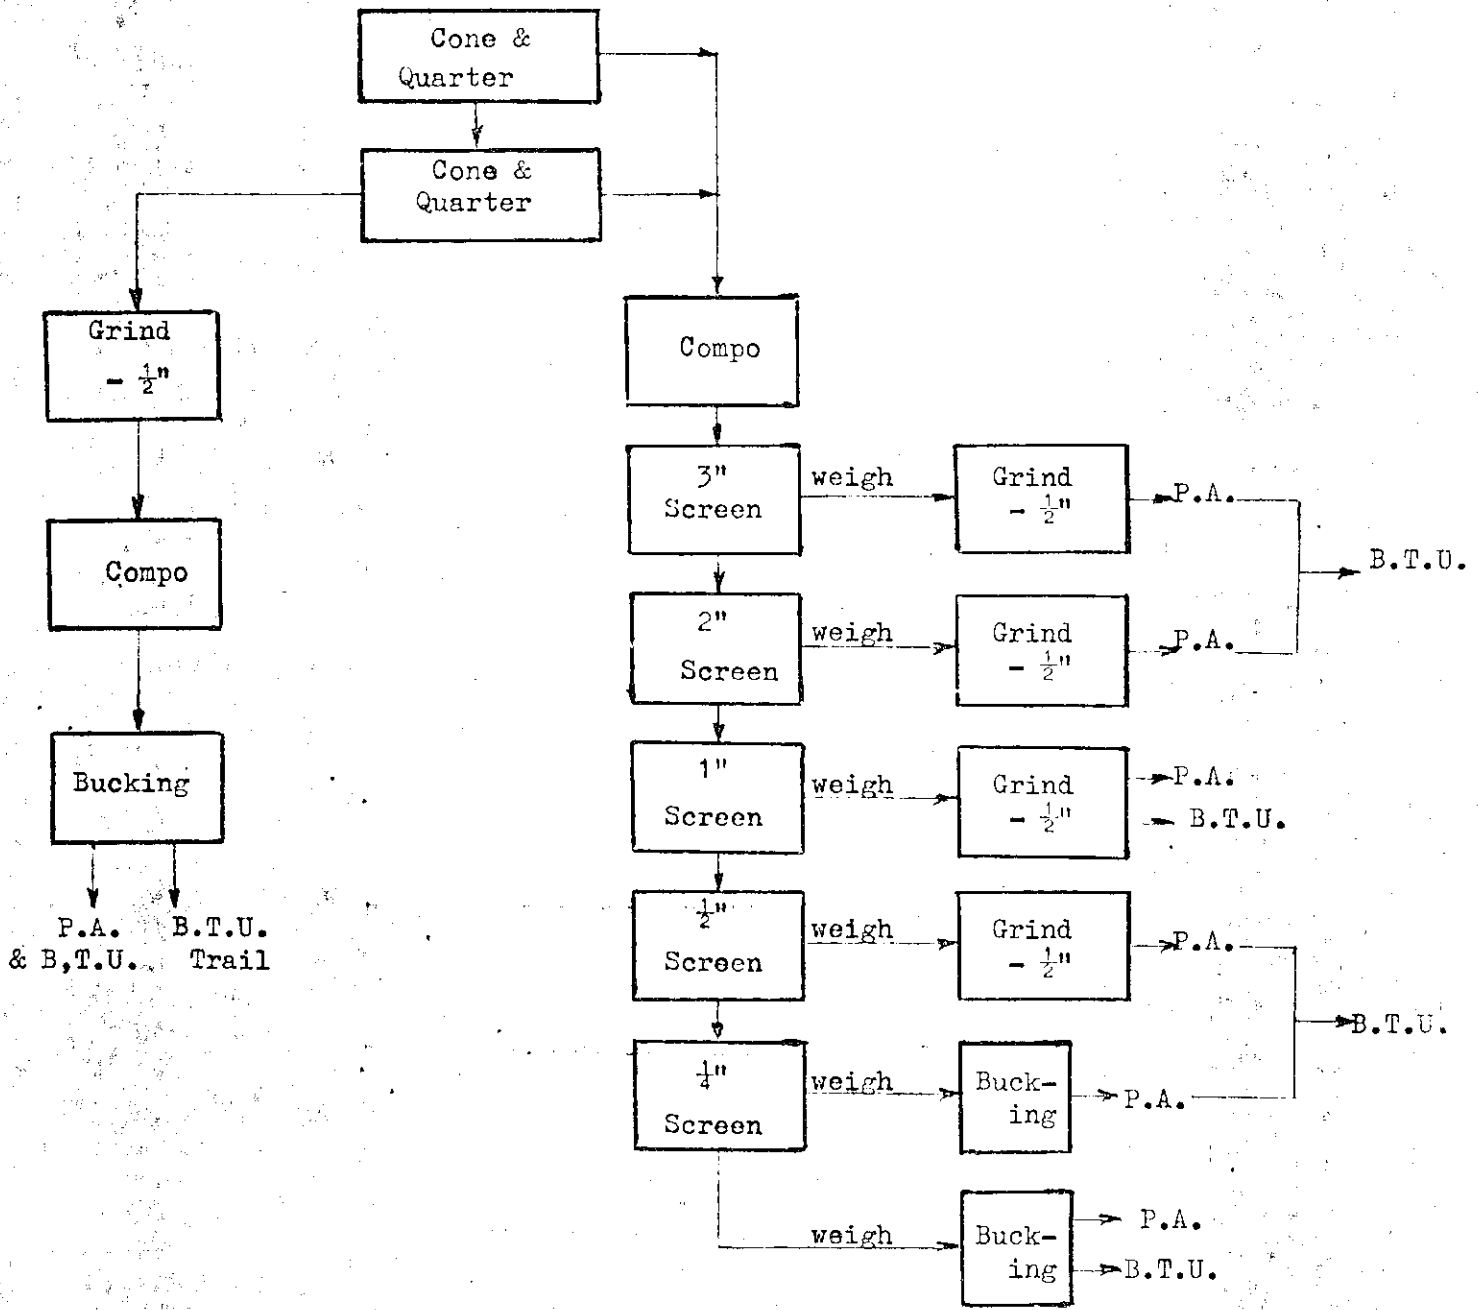 Cone &
Quarter
Cone &
Quarter
Grind
- ½"
Compo
Bucking
P.A.
& B,T.U.
B.T.U.
Trail
Compo
3"
Screen
weigh
Grind
- ½"
P.A.
B.T.U.
2"
Screen
weigh
Grind
- ½"
P.A.
1"
Screen
weigh
Grind
- ½"
P.A.
B.T.U.
½"
Screen
weigh
Grind
- ½"
P.A.
B.T.U.
¼"
Screen
weigh
Buck-
ing
P.A.
weigh
Buck-
ing
P.A.
B.T.U.